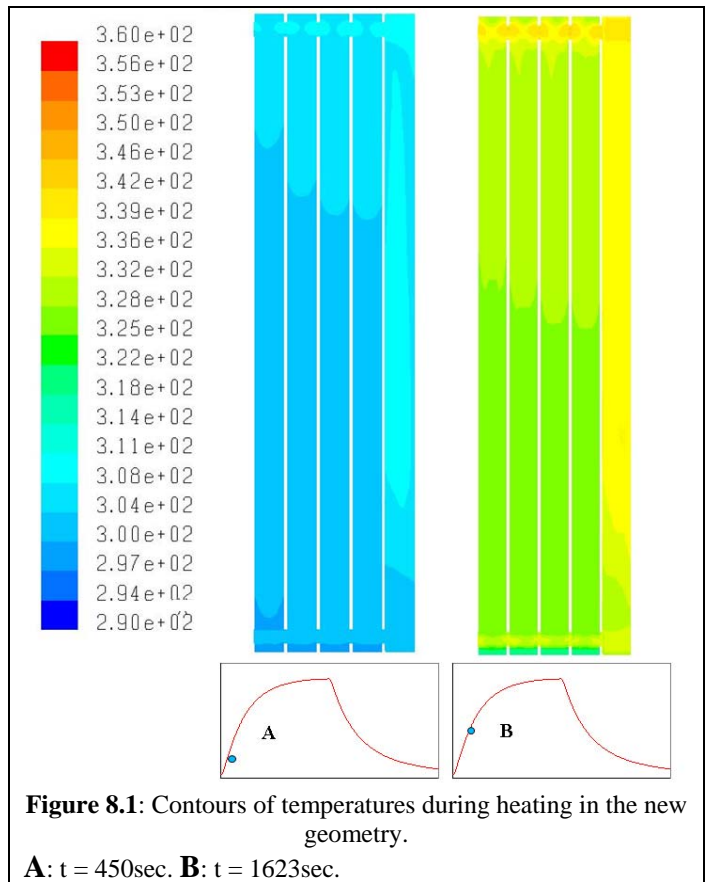 3.60e+02
3.56e+02
3.53e+02
3.50e+02
3.46e+02
3.42e+02
3.39e+02
3.36e+02
3.32e+02
3.28e+02
3.25e+02
3.22e+02
3.18e+02
3.14e+02
3.11e+02
3.08e+02
3.04e+02
3.00e+02
2.97e+02
2.94e+02
2.90e+02
A
B
Figure 8.1: Contours of temperatures during heating in the new
geometry.
A: t = 450sec. B: t = 1623sec.